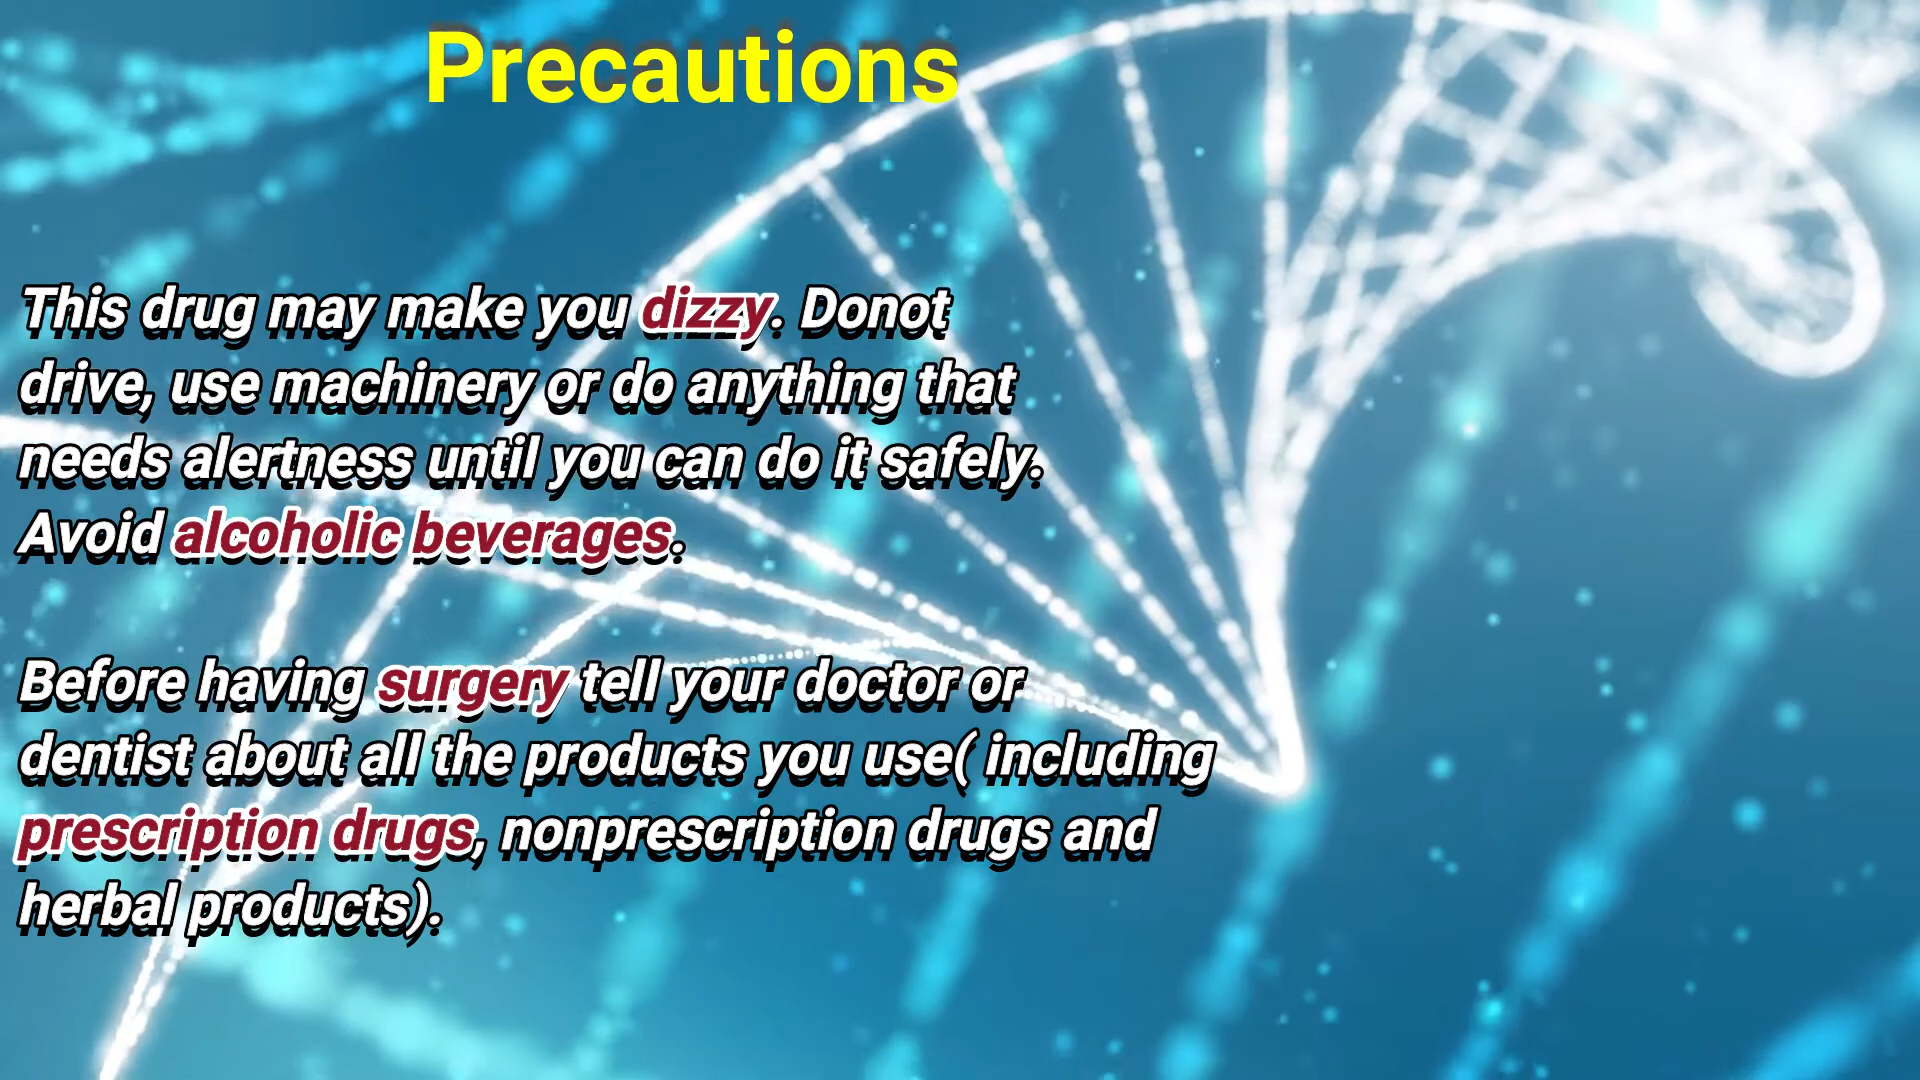 Precautions
This drug may make you dizzy. Donot
drive, use machinery or do anything that
needs alertness until you can do it safely.
Avoid alcoholic beverages.
Before having surgery tell your doctor or
dentist about all the products you use( including
prescription drugs, nonprescription drugs and
herbal products).